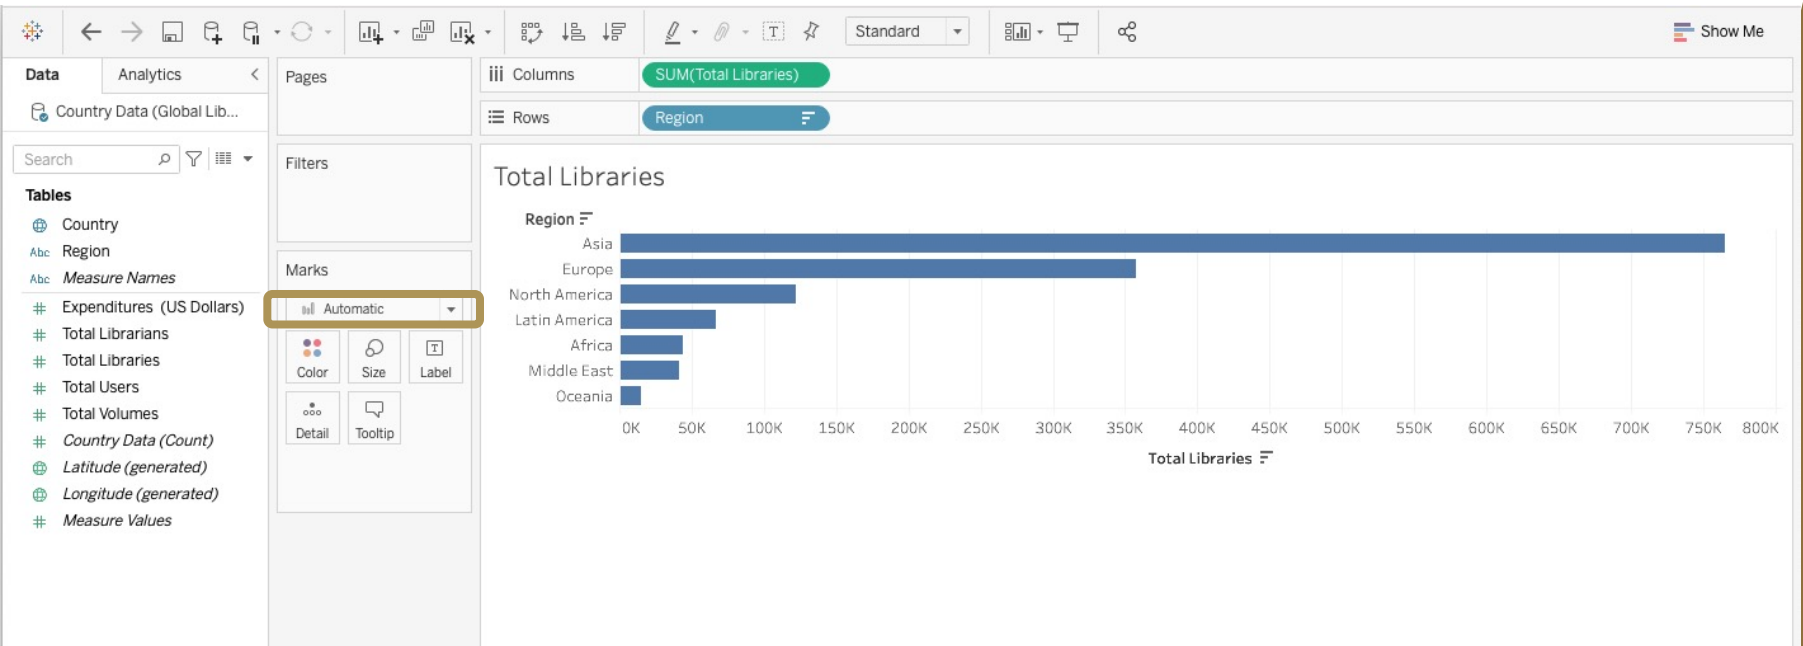 Standard
Show Me
Data
Analytics
Country Data (Global Lib...
Search
Tables
Country
Abc Region
Abc Measure Names
# Expenditures (US Dollars)
# Total Librarians
# Total Libraries
# Total Users
# Total Volumes
# Country Data (Count)
Latitude (generated)
Longitude (generated)
# Measure Values
Pages
Filters
Marks
Automatic
Color Size Label
Detail Tooltip
Columns SUM(Total Libraries)
Rows Region
Total Libraries
Region
Asia
Europe
North America
Latin America
Africa
Middle East
Oceania
0K 50K 100K 150K 200K 250K 300K 350K 400K 450K 500K 550K 600K 650K 700K 750K 800K
Total Libraries